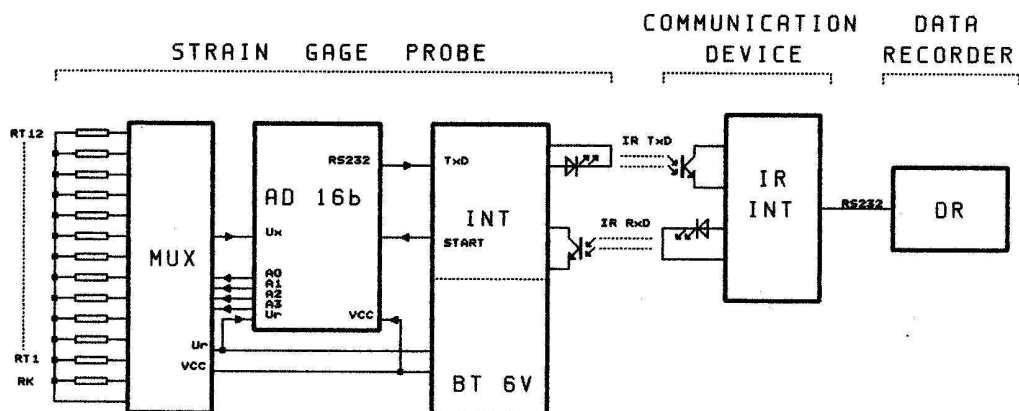 STRAIN GAGE PROBE
COMMUNICATION DEVICE
DATA RECORDER
RT12
RT1
RK
MUX
Ur
VCC
AD 16b
RS232
Ux
A0
A1
A2
A3
Ur
VCC
TxD
INT
START
BT 6V
IR TxD
IR RxD
IR INT
RS232
DR